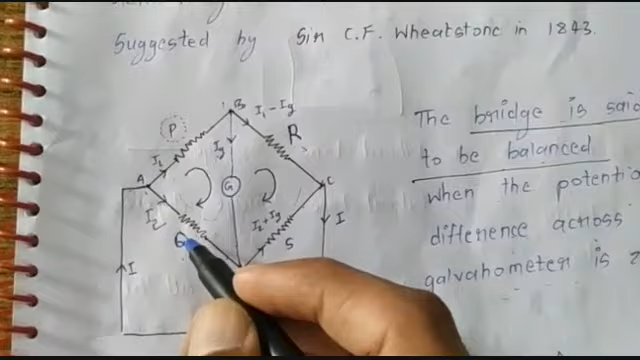 Suggested by Sir C.F. Wheatstone in 1843.
The bridge is said
to be balanced
when the potentia
difference across
galvanometer is z
B
I₁ - Ig
P
R
I₁
Ig
A
G
C
I₂
I₂ + Ig
I
Q
S
I